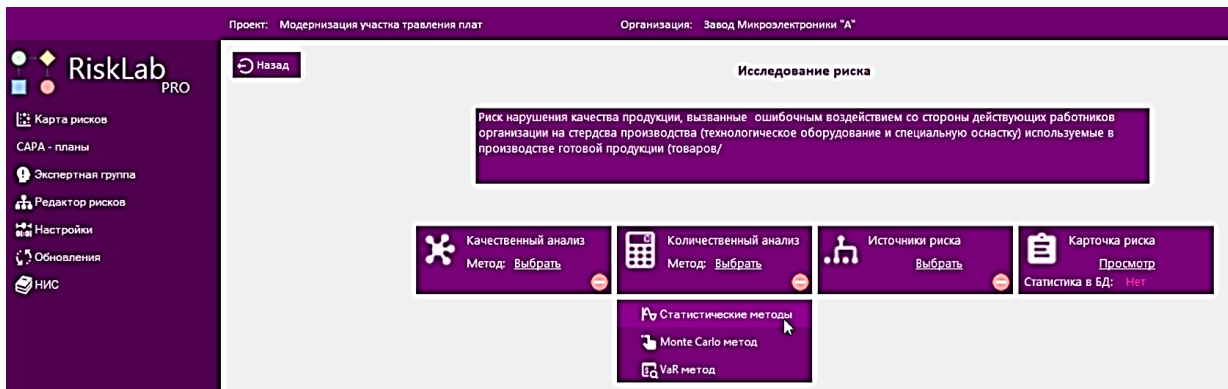 Проект: Модернизация участка травления плат Организация: Завод Микроэлектроники "А"
RiskLab
PRO
Назад
Исследование риска
Карта рисков
САРА - планы
Экспертная группа
Редактор рисков
Настройки
Обновления
НИС
Риск нарушения качества продукции, вызванные ошибочным воздействием со стороны действующих работников
организации на стердсва производства (технологическое оборудование и специальную оснастку) используемые в
производстве готовой продукции (товаров/
Качественный анализ
Метод: Выбрать
Количественный анализ
Метод: Выбрать
Источники риска
Выбрать
Карточка риска
Просмотр
Статистика в БД: Нет
Статистические методы
Monte Carlo метод
VaR метод